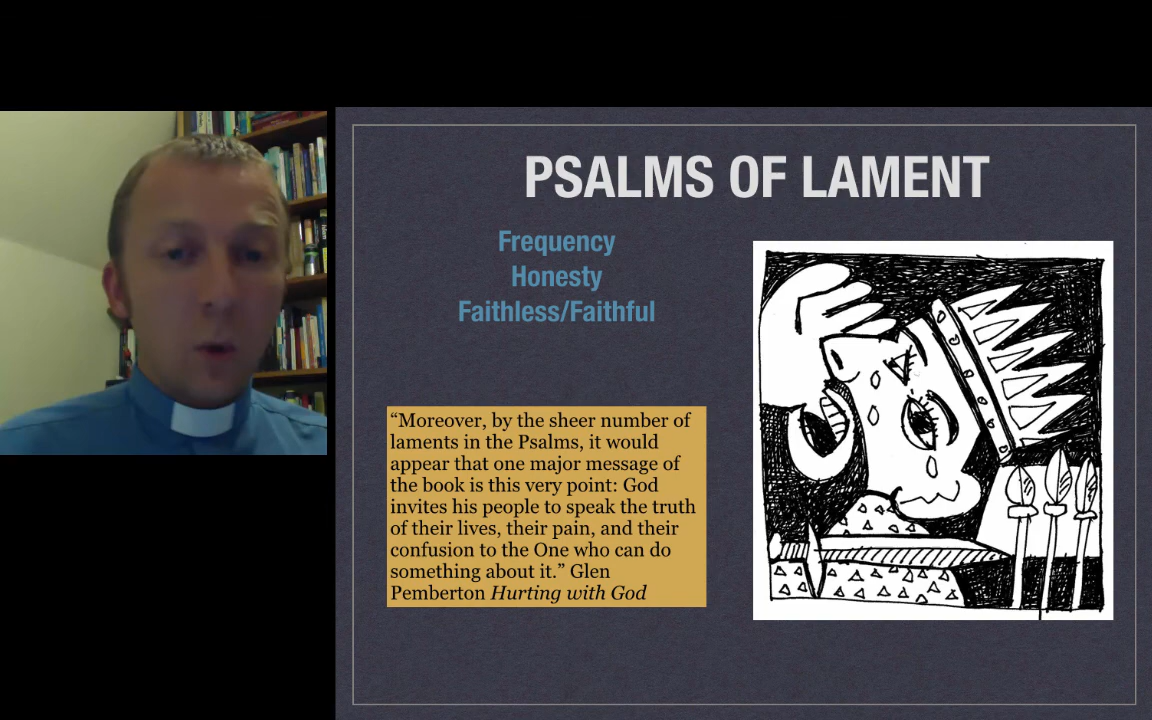 PSALMS OF LAMENT
Frequency
Honesty
Faithless/Faithful
“Moreover, by the sheer number of
laments in the Psalms, it would
appear that one major message of
the book is this very point: God
invites his people to speak the truth
of their lives, their pain, and their
confusion to the One who can do
something about it.” Glen
Pemberton Hurting with God